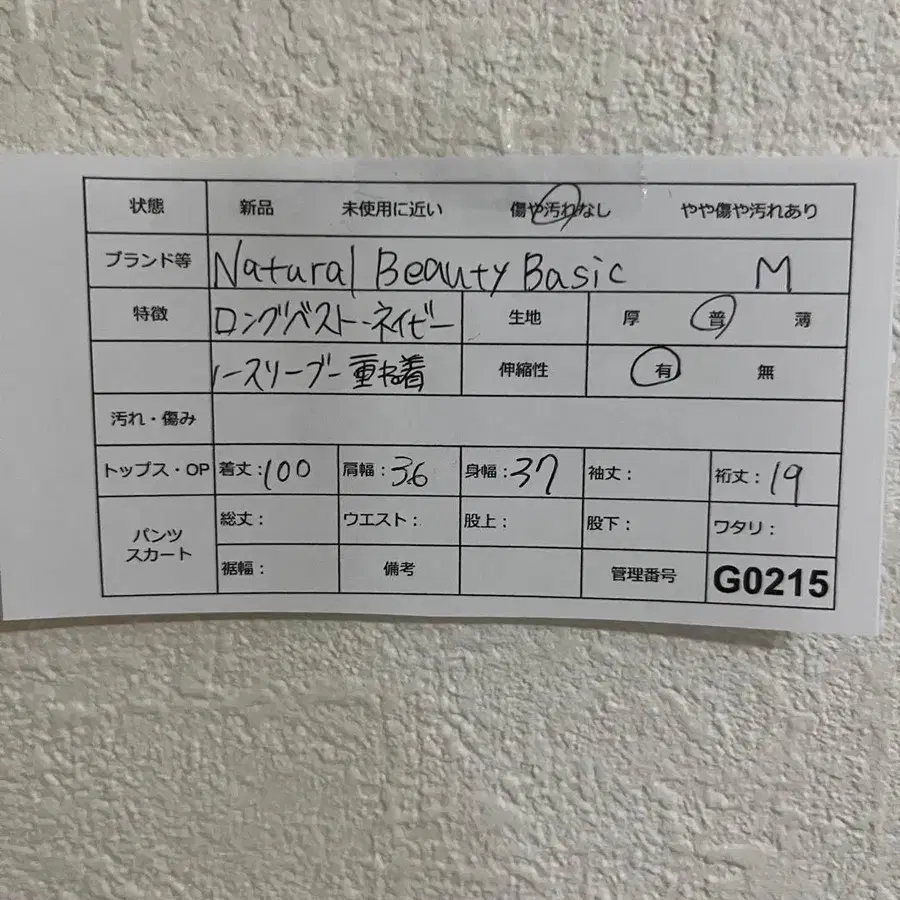 状態 新品 未使用に近い 傷や汚れなし やや傷や汚れあり
ブランド等 Natural Beauty Basic M
特徴 ロングベスト・ネイビー 生地 厚 普 薄
ノースリーブ 重ね着 伸縮性 有 無
汚れ・傷み
トップス・OP 着丈:100 肩幅:36 身幅:37 袖丈: 裄丈:19
パンツ スカート 総丈: ウエスト: 股上: 股下: ワタリ:
裾幅: 備考 管理番号 G0215